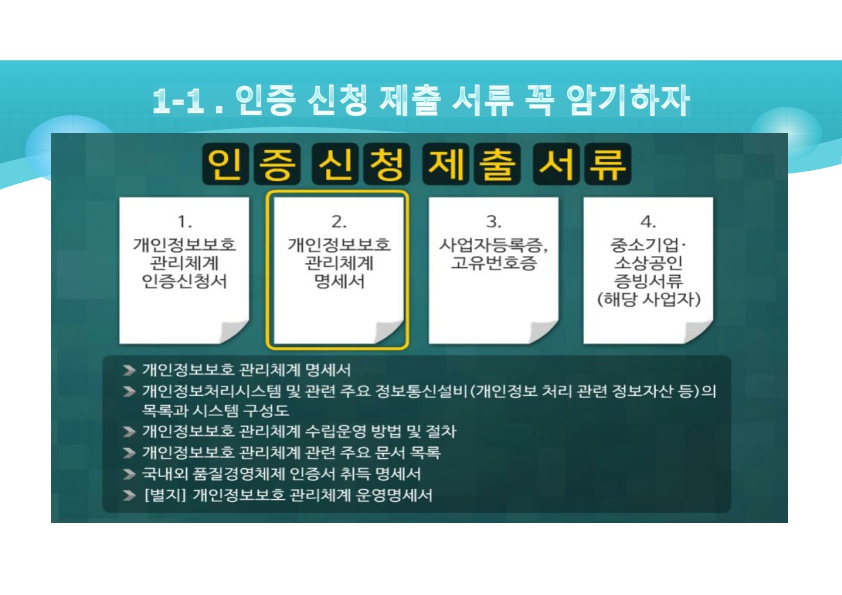 1-1 . 인증 신청 제출 서류 꼭 암기하자
인증 신청 제출 서류
1.
개인정보보호
관리체계
인증신청서
2.
개인정보보호
관리체계
명세서
3.
사업자등록증,
고유번호증
4.
중소기업·
소상공인
증빙서류
(해당 사업자)
개인정보보호 관리체계 명세서
개인정보처리시스템 및 관련 주요 정보통신설비(개인정보 처리 관련 정보자산 등)의
목록과 시스템 구성도
개인정보보호 관리체계 수립운영 방법 및 절차
개인정보보호 관리체계 관련 주요 문서 목록
국내외 품질경영체제 인증서 취득 명세서
[별지] 개인정보보호 관리체계 운영명세서